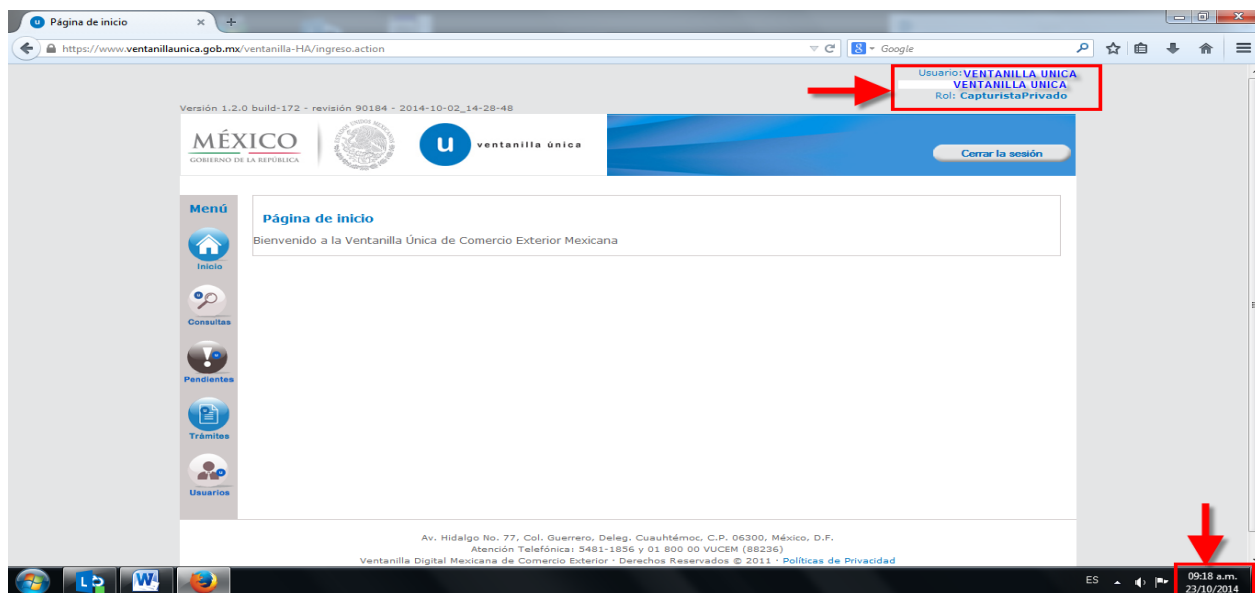 Página de inicio
https://www.ventanillaunica.gob.mx/ventanilla-HA/ingreso.action
Google
Usuario:VENTANILLA UNICA
VENTANILLA UNICA
Rol: CapturistaPrivado
Versión 1.2.0 build-172 - revisión 90184 - 2014-10-02_14-28-48
MÉXICO
GOBIERNO DE LA REPÚBLICA
u
ventanilla única
Cerrar la sesión
Menú
Inicio
Consultas
Pendientes
Trámites
Usuarios
Página de inicio
Bienvenido a la Ventanilla Única de Comercio Exterior Mexicana
Av. Hidalgo No. 77, Col. Guerrero, Deleg. Cuauhtémoc, C.P. 06300, México, D.F.
Atención Telefónica: 5481-1856 y 01 800 00 VUCEM (88236)
Ventanilla Digital Mexicana de Comercio Exterior · Derechos Reservados © 2011 · Políticas de Privacidad
ES
09:18 a.m.
23/10/2014